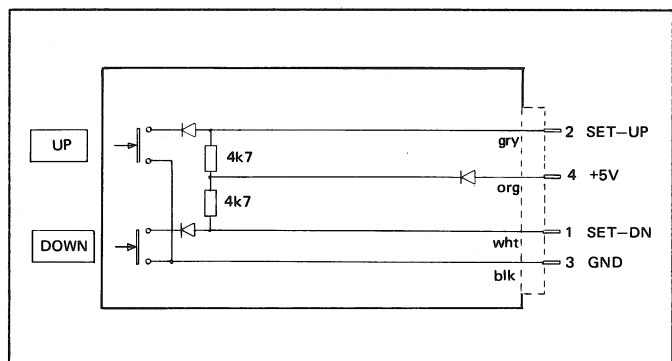 UP
4k7
4k7
DOWN
gry
2 SET-UP
org
4 +5V
wht
1 SET-DN
blk
3 GND